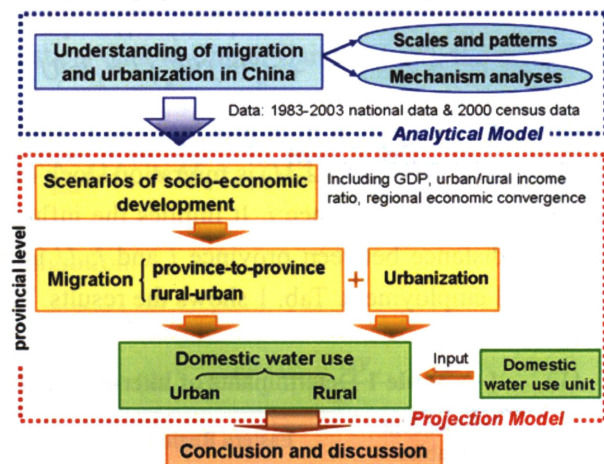 Understanding of migration
and urbanization in China
Scales and patterns
Mechanism analyses
Data: 1983-2003 national data & 2000 census data
Analytical Model
provincial level
Scenarios of socio-economic
development
Including GDP, urban/rural income
ratio, regional economic convergence
Migration { province-to-province
rural-urban
+
Urbanization
Domestic water use
Urban Rural
Input
Domestic
water use unit
Projection Model
Conclusion and discussion